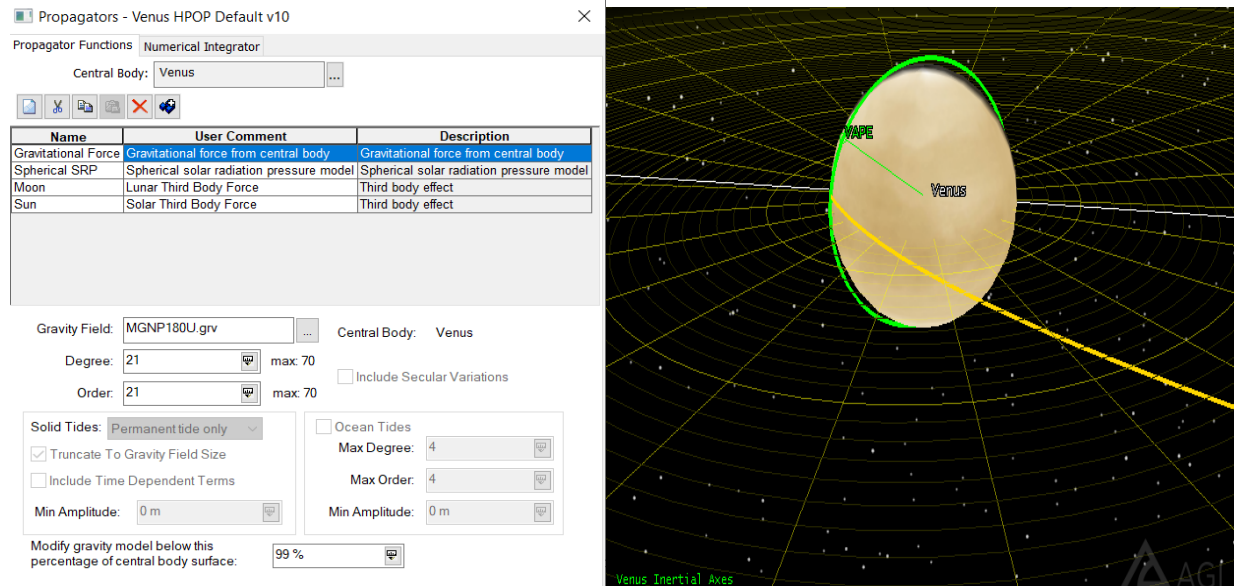 Propagators - Venus HPOP Default v10
Propagator Functions Numerical Integrator
Central Body: Venus ...
Name User Comment Description
Gravitational Force Gravitational force from central body Gravitational force from central body
Spherical SRP Spherical solar radiation pressure model Spherical solar radiation pressure model
Moon Lunar Third Body Force Third body effect
Sun Solar Third Body Force Third body effect
Gravity Field: MGNP180U.grv ... Central Body: Venus
Degree: 21 max: 70
Include Secular Variations
Order: 21 max: 70
Solid Tides: Permanent tide only
Truncate To Gravity Field Size
Include Time Dependent Terms
Min Amplitude: 0 m
Ocean Tides
Max Degree: 4
Max Order: 4
Min Amplitude: 0 m
Modify gravity model below this
percentage of central body surface: 99 %
VAPE
Venus
Venus Inertial Axes
AGI